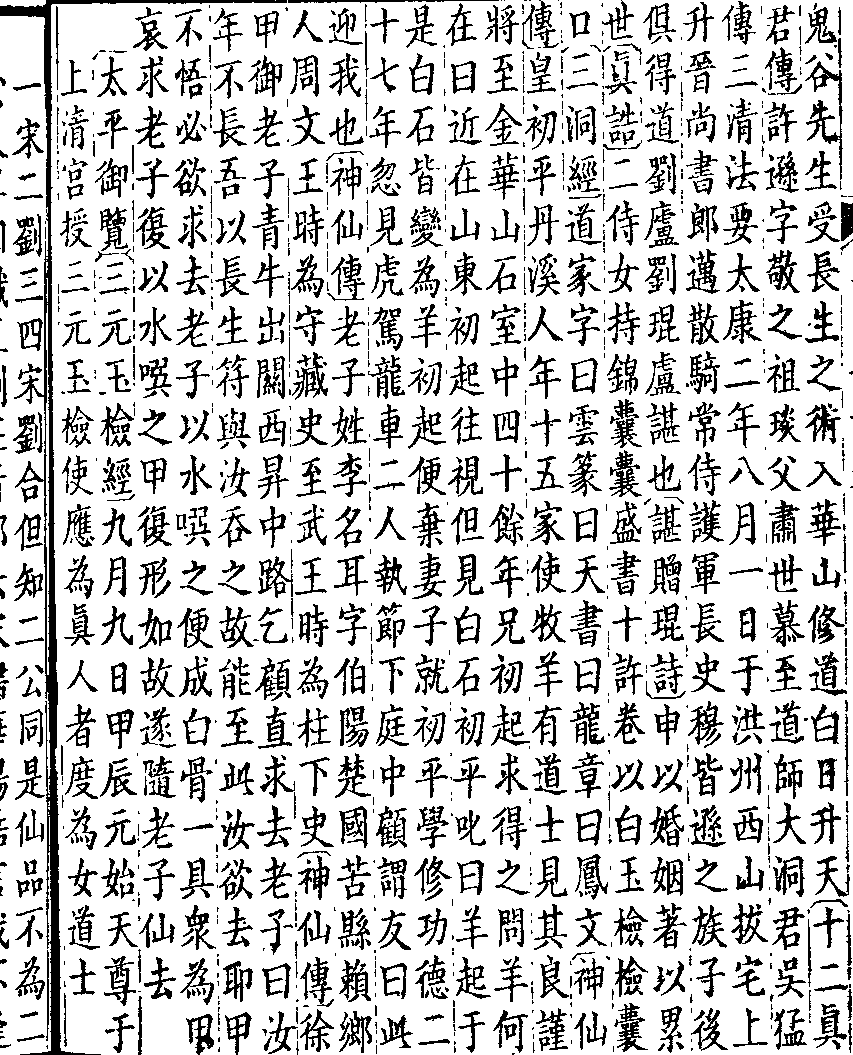 鬼谷先生受長生之術入華山修道白日升天十二眞
君傳許遜字敬之祖琰父肅世慕至道師大洞君吳猛
傳三清法要太康二年八月一日于洪州西山拔宅上
升晉尚書郎邁散騎常侍護軍長史穆皆遜之族子後
俱得道劉盧劉琨盧諶也諶贈琨詩申以婚姻著以累
世眞誥二侍女持錦囊囊盛書十許卷以白玉檢檢囊
口三洞經道家字曰雲篆曰天書曰龍章曰鳳文神仙
傳皇初平丹溪人年十五家使牧羊有道士見其良謹
將至金華山石室中四十餘年兄初起求得之問羊何
在曰近在山東初起往視但見白石初平叱曰羊起于
是白石皆變為羊初起便棄妻子就初平學修功德二
十七年忽見虎駕龍車二人執節下庭中顧謂友曰此
迎我也神仙傳老子姓李名耳字伯陽楚國苦縣賴鄉
人周文王時為守藏史至武王時為柱下史神仙傳徐
甲御老子青牛出關西昇中路乞顧直求去老子曰汝
年不長吾以長生符與汝吞之故能至此汝欲去耶甲
不悟必欲求去老子以水噀之便成白骨一具衆為甲
哀求老子復以水噀之甲復形如故遂隨老子仙去
太平御覽三元玉檢經九月九日甲辰元始天尊于
上清宮授三元玉檢使應為眞人者度為女道士
一宋二劉三四宋劉合但知二公同是仙品不為二